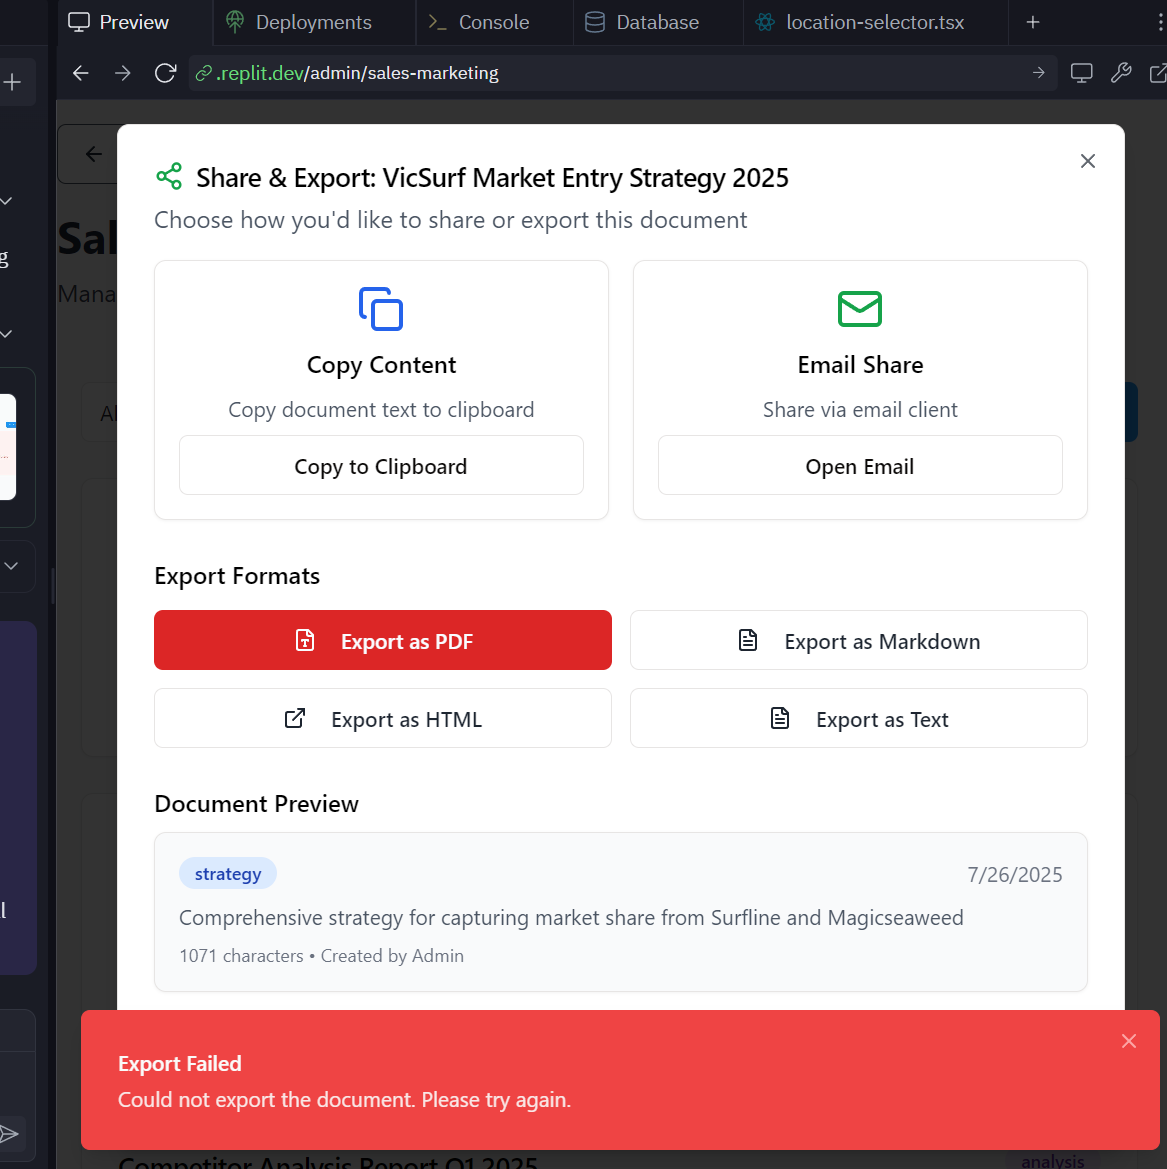 Preview
Deployments
Console
Database
location-selector.tsx
.replit.dev/admin/sales-marketing
Share & Export: VicSurf Market Entry Strategy 2025
Choose how you'd like to share or export this document
Copy Content
Copy document text to clipboard
Copy to Clipboard
Email Share
Share via email client
Open Email
Export Formats
Export as PDF
Export as Markdown
Export as HTML
Export as Text
Document Preview
strategy
7/26/2025
Comprehensive strategy for capturing market share from Surfline and Magicseaweed
1071 characters • Created by Admin
Export Failed
Could not export the document. Please try again.
Competitor Analysis Report Q1 2025
analysis